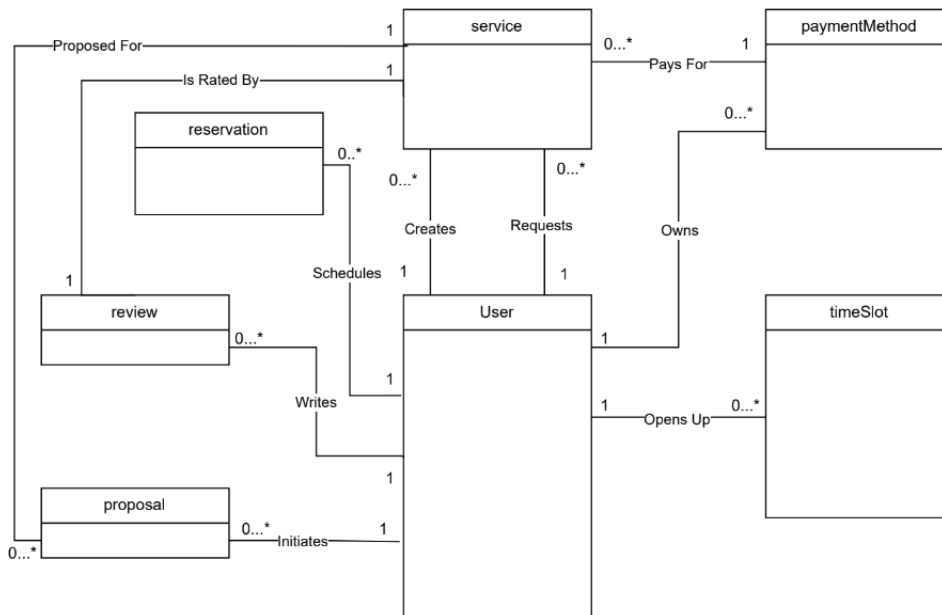 service
paymentMethod
1
0...*
1
Proposed For
Pays For
1
Is Rated By
0...*
reservation
0..*
0...*
0...*
Creates
Requests
Owns
Schedules
1
1
1
review
User
timeSlot
0...*
1
1
Writes
1
0...*
Opens Up
1
proposal
0...*
1
Initiates
0...*